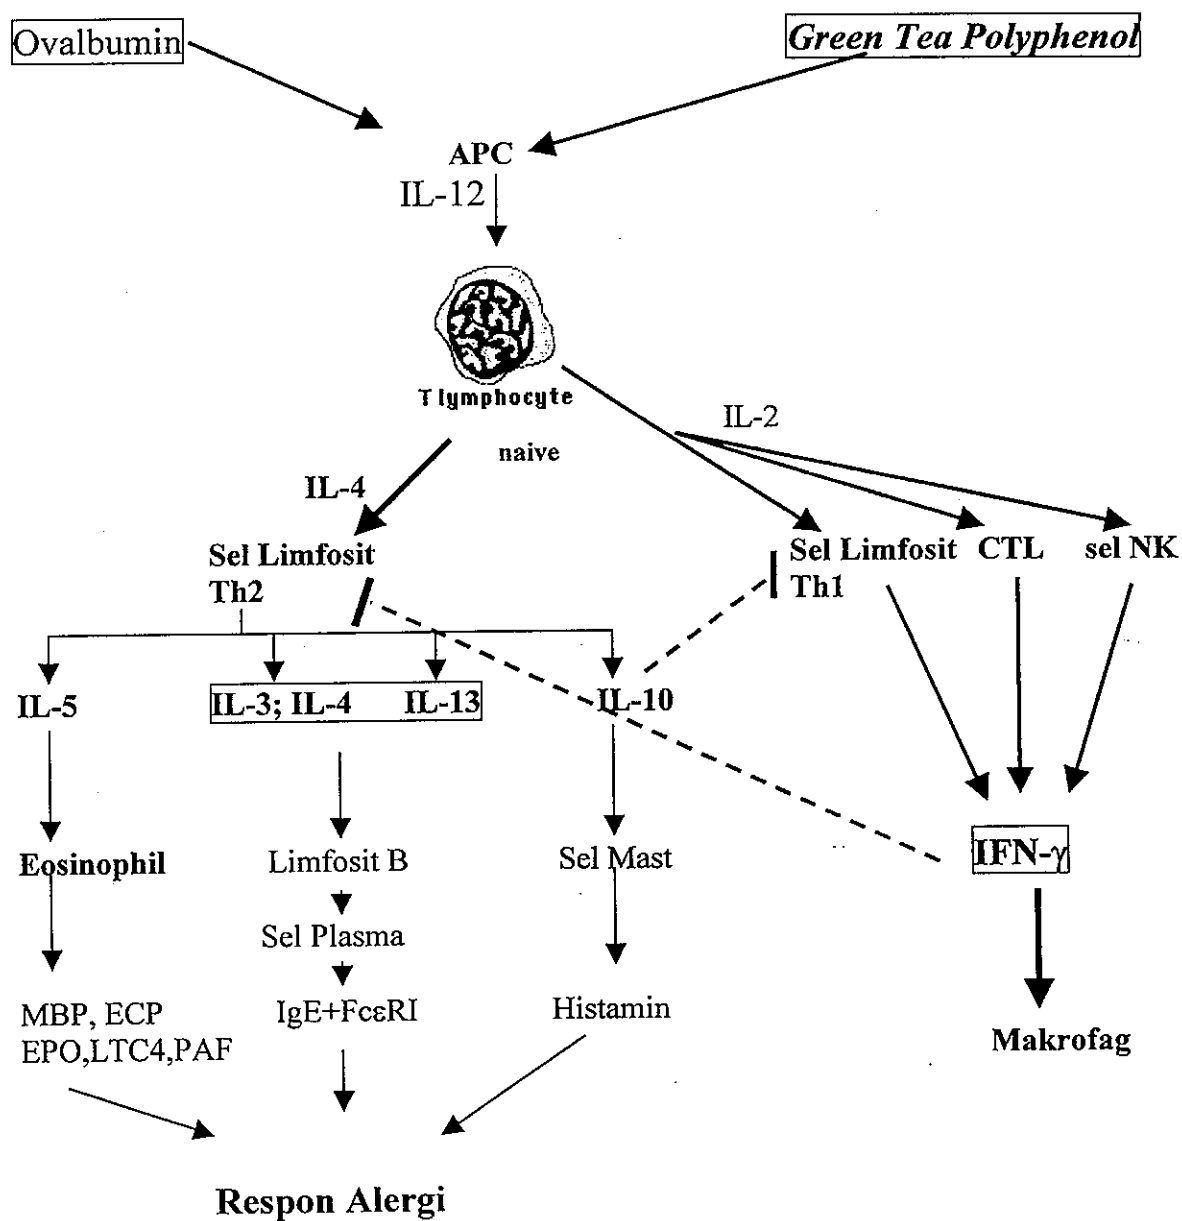 Ovalbumin
Green Tea Polyphenol
APC
IL-12
T lymphocyte
naive
IL-2
IL-4
Sel Limfosit
Th2
Sel Limfosit
Th1
CTL
sel NK
IL-5
IL-3; IL-4
IL-13
IL-10
Eosinophil
Limfosit B
Sel Mast
IFN-γ
Sel Plasma
MBP, ECP
EPO,LTC4,PAF
IgE+FcεRI
Histamin
Makrofag
Respon Alergi